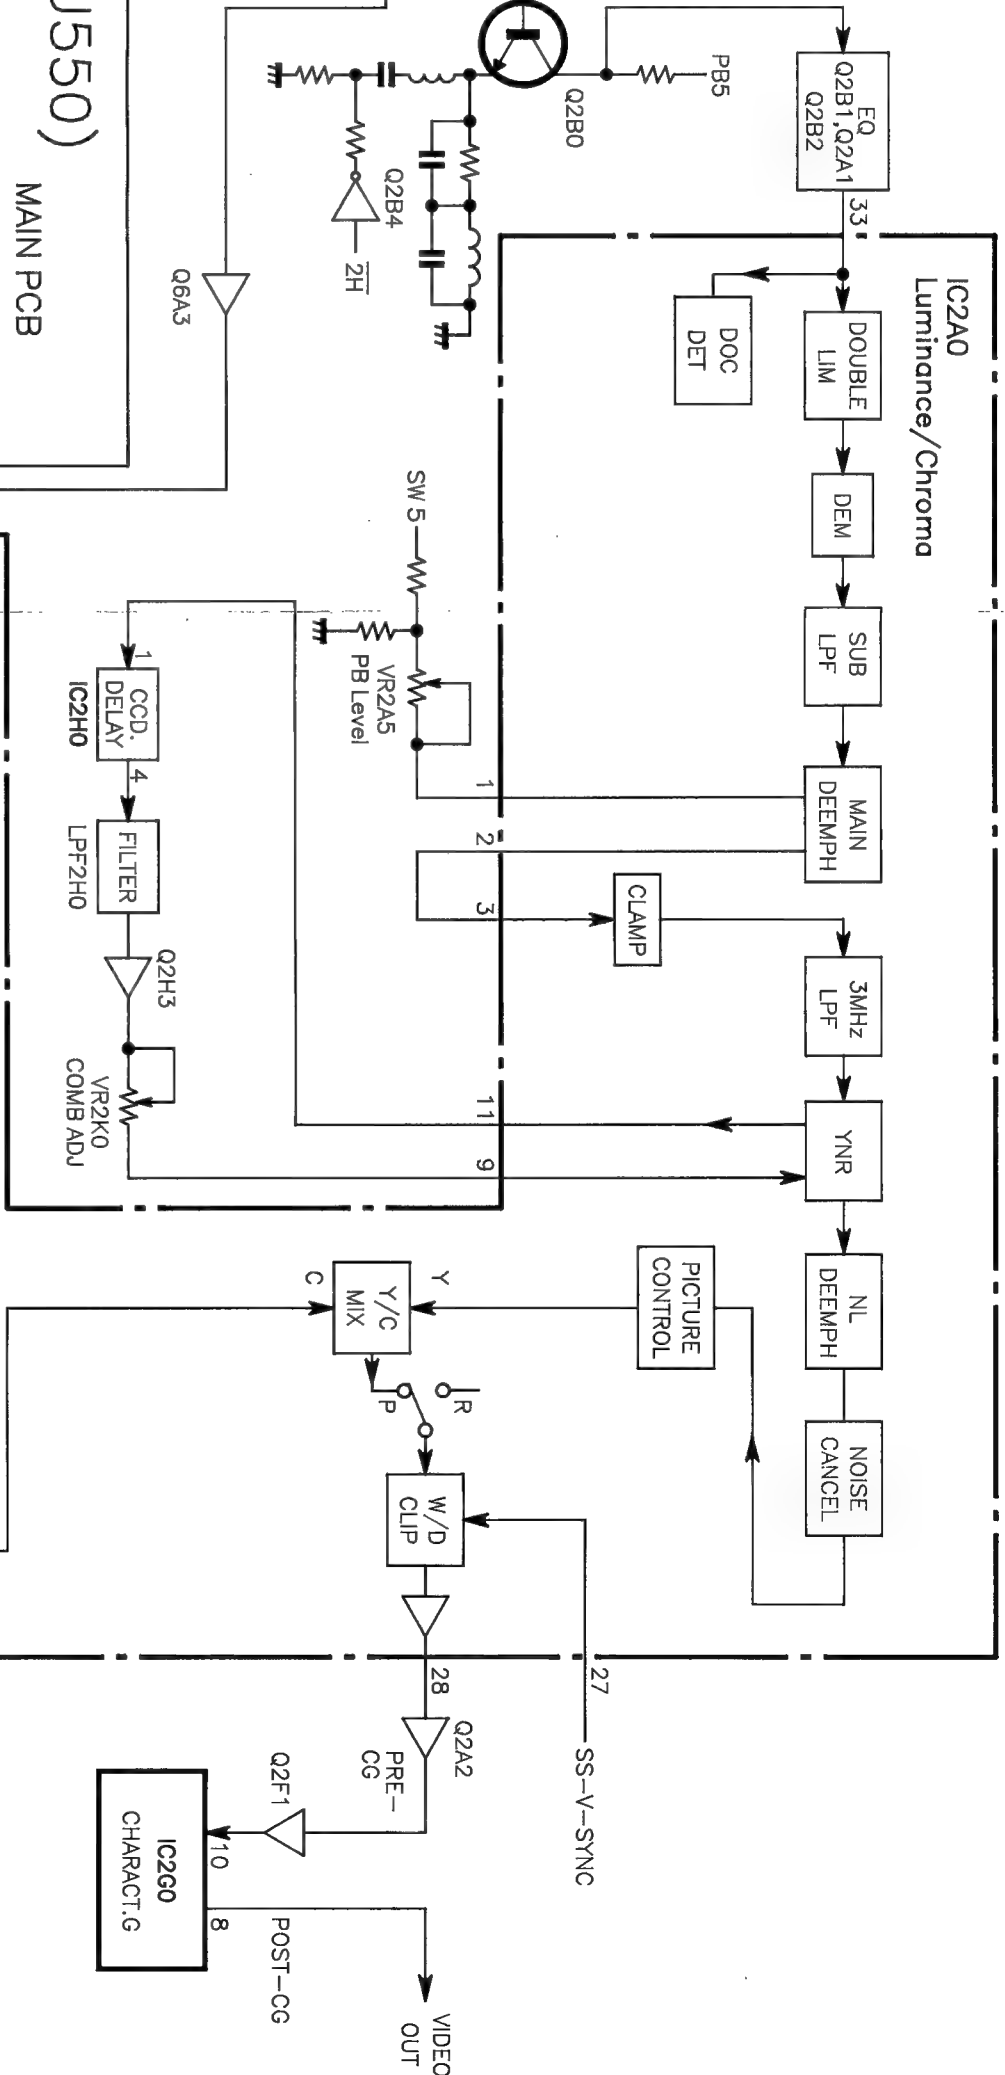 J550)
MAIN PCB
Q6A3
Q2B0
PB5
Q2B4
2H
EQ
Q2B1,Q2A1
Q2B2
33
IC2A0
Luminance/Chroma
DOC
DET
DOUBLE
LIM
DEM
SUB
LPF
MAIN
DEEMPH
SW 5
VR2A5
PB Level
1
2
3
CLAMP
3MHz
LPF
YNR
11
9
1
CCD.
DELAY
IC2H0
4
FILTER
LPF2H0
Q2H3
VR2K0
COMB ADJ
NL
DEEMPH
NOISE
CANCEL
PICTURE
CONTROL
Y
C
Y/C
MIX
P
R
W/D
CLIP
27
SS-V-SYNC
28
Q2A2
PRE-
CG
Q2F1
10
IC2G0
CHARACT.G
8
POST-CG
VIDEO
OUT